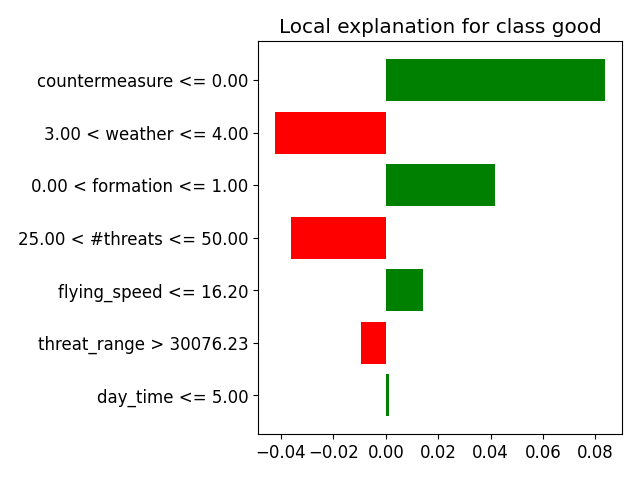 Local explanation for class good
countermeasure <= 0.00
3.00 < weather <= 4.00
0.00 < formation <= 1.00
25.00 < #threats <= 50.00
flying_speed <= 16.20
threat_range > 30076.23
day_time <= 5.00
−0.04 −0.02 0.00 0.02 0.04 0.06 0.08